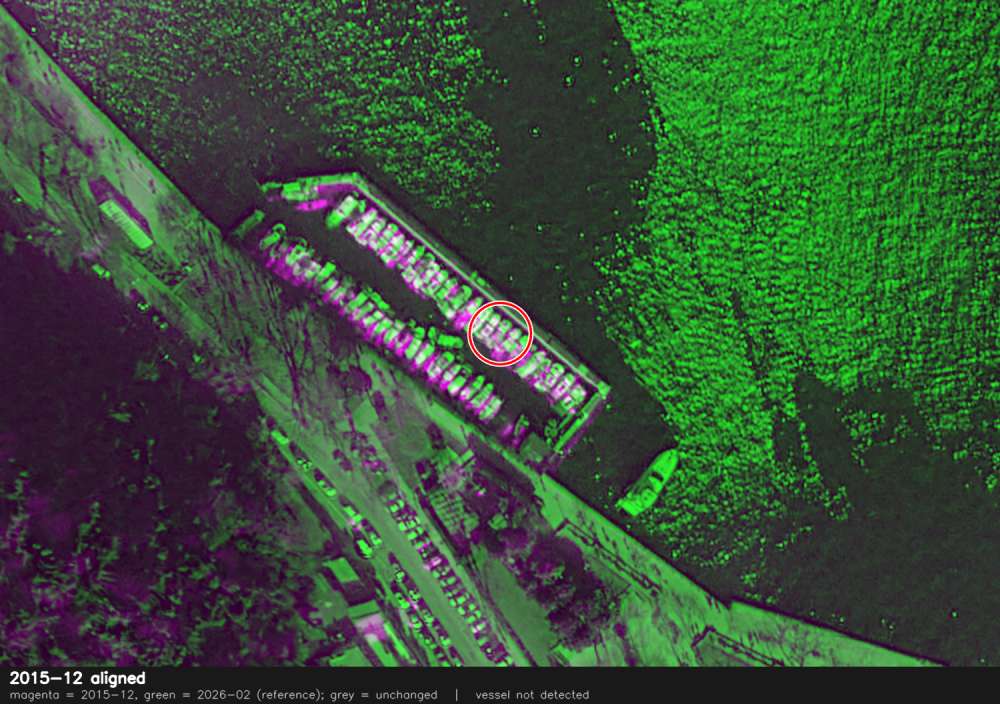 2015-12 aligned
magenta = 2015-12, green = 2026-02 (reference); grey = unchanged | vessel not detected